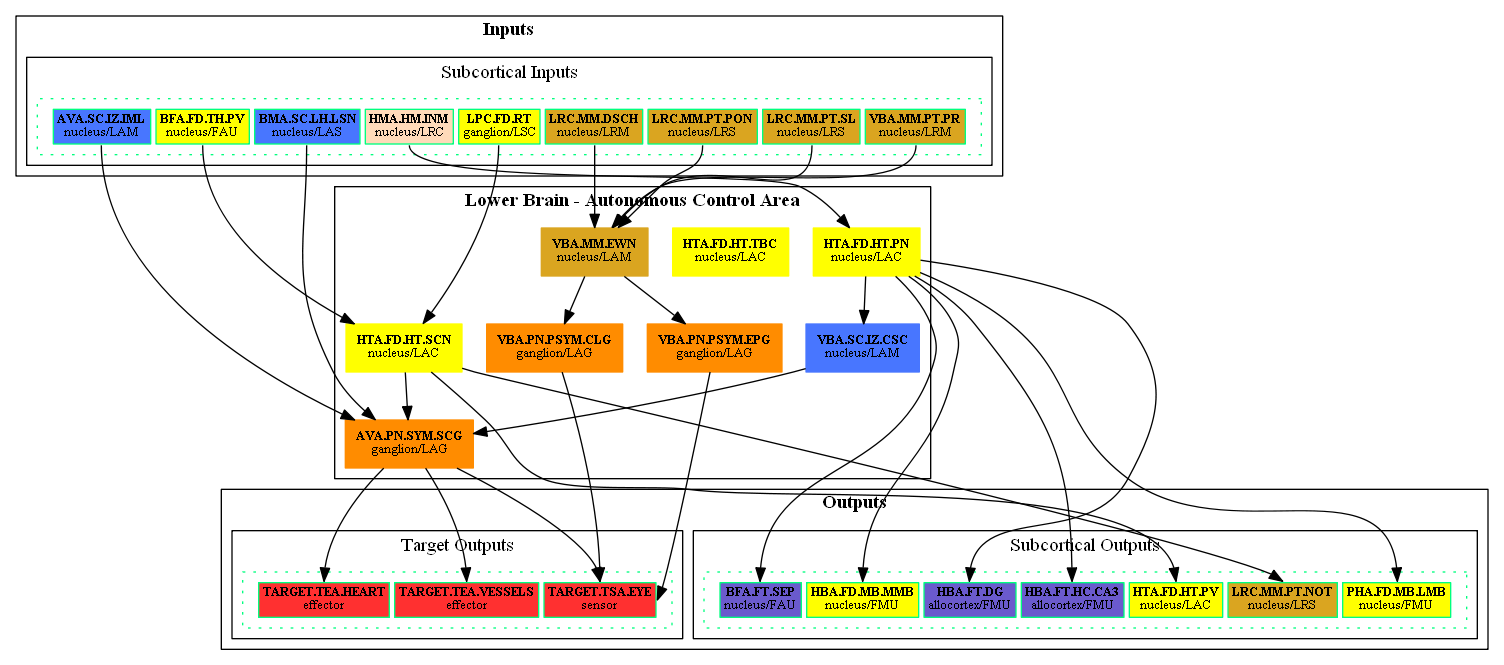 Inputs
Subcortical Inputs
AVA.SC.IZ.IML
nucleus/LAM
BFA.FD.TH.PV
nucleus/FAU
BMA.SC.LH.LSN
nucleus/LAS
HMA.HM.INM
nucleus/LRC
LPC.FD.RT
ganglion/LSC
LRC.MM.DSCH
nucleus/LRM
LRC.MM.PT.PON
nucleus/LRS
LRC.MM.PT.SL
nucleus/LRS
VBA.MM.PT.PR
nucleus/LRM
Lower Brain - Autonomous Control Area
VBA.MM.EWN
nucleus/LAM
HTA.FD.HT.TBC
nucleus/LAC
HTA.FD.HT.PN
nucleus/LAC
HTA.FD.HT.SCN
nucleus/LAC
VBA.PN.PSYM.CLG
ganglion/LAG
VBA.PN.PSYM.EPG
ganglion/LAG
VBA.SC.IZ.CSC
nucleus/LAM
AVA.PN.SYM.SCG
ganglion/LAG
Outputs
Target Outputs
TARGET.TEA.HEART
effector
TARGET.TEA.VESSELS
effector
TARGET.TSA.EYE
sensor
Subcortical Outputs
BFA.FT.SEP
nucleus/FAU
HBA.FD.MB.MMB
nucleus/FMU
HBA.FT.DG
allocortex/FMU
HBA.FT.HC.CA3
allocortex/FMU
HTA.FD.HT.PV
nucleus/LAC
LRC.MM.PT.NOT
nucleus/LRS
PHA.FD.MB.LMB
nucleus/FMU